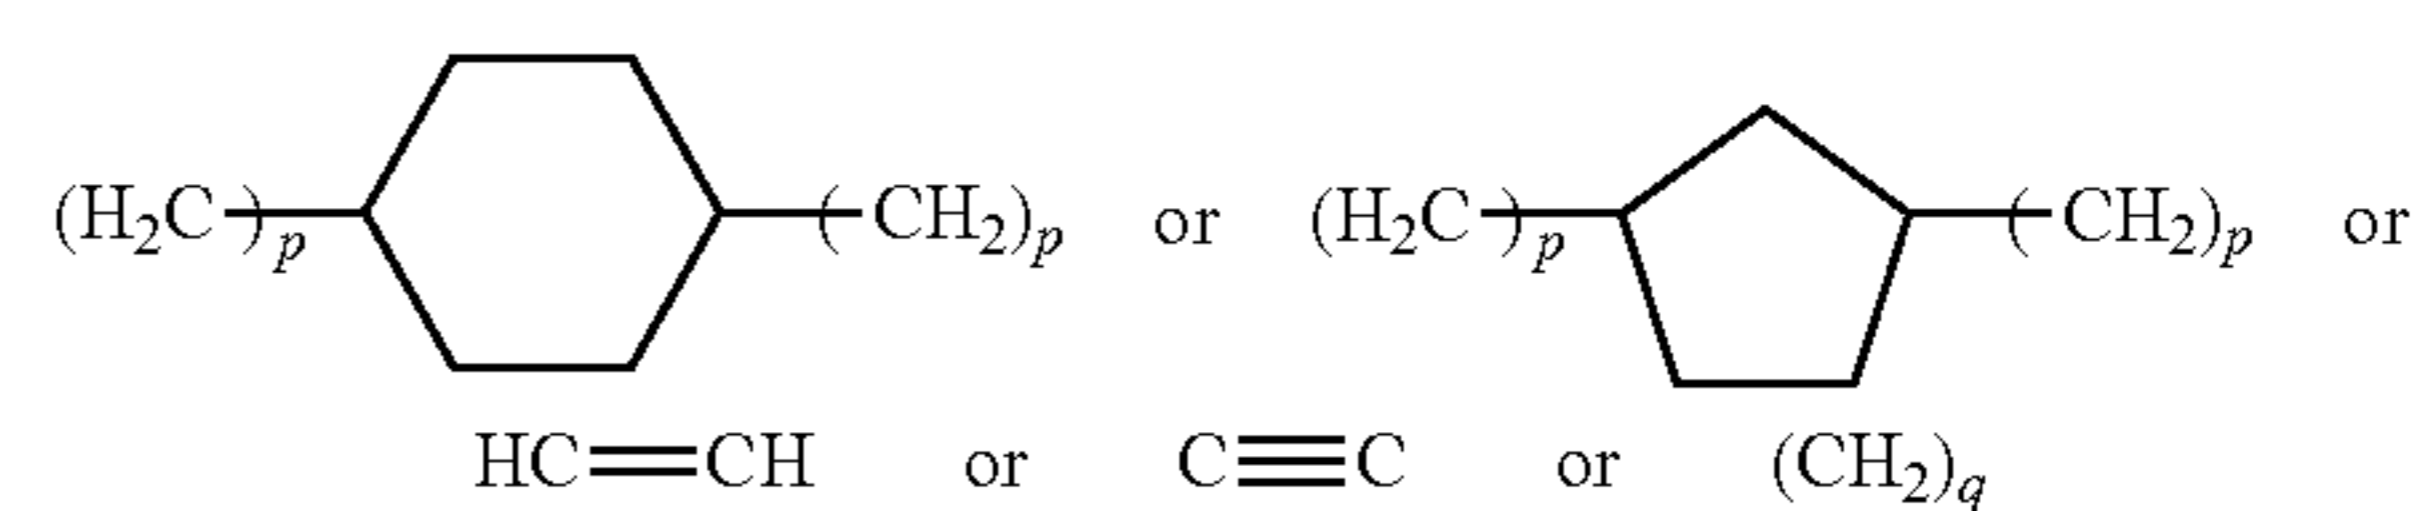 (H₂C)ₚ (CH₂)ₚ or (H₂C)ₚ (CH₂)ₚ or
HC=CH or C≡C or (CH₂)q